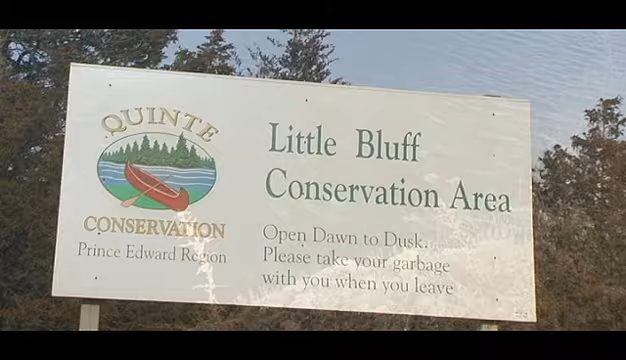 QUINTE
CONSERVATION
Prince Edward Region
Little Bluff
Conservation Area
Open Dawn to Dusk.
Please take your garbage
with you when you leave